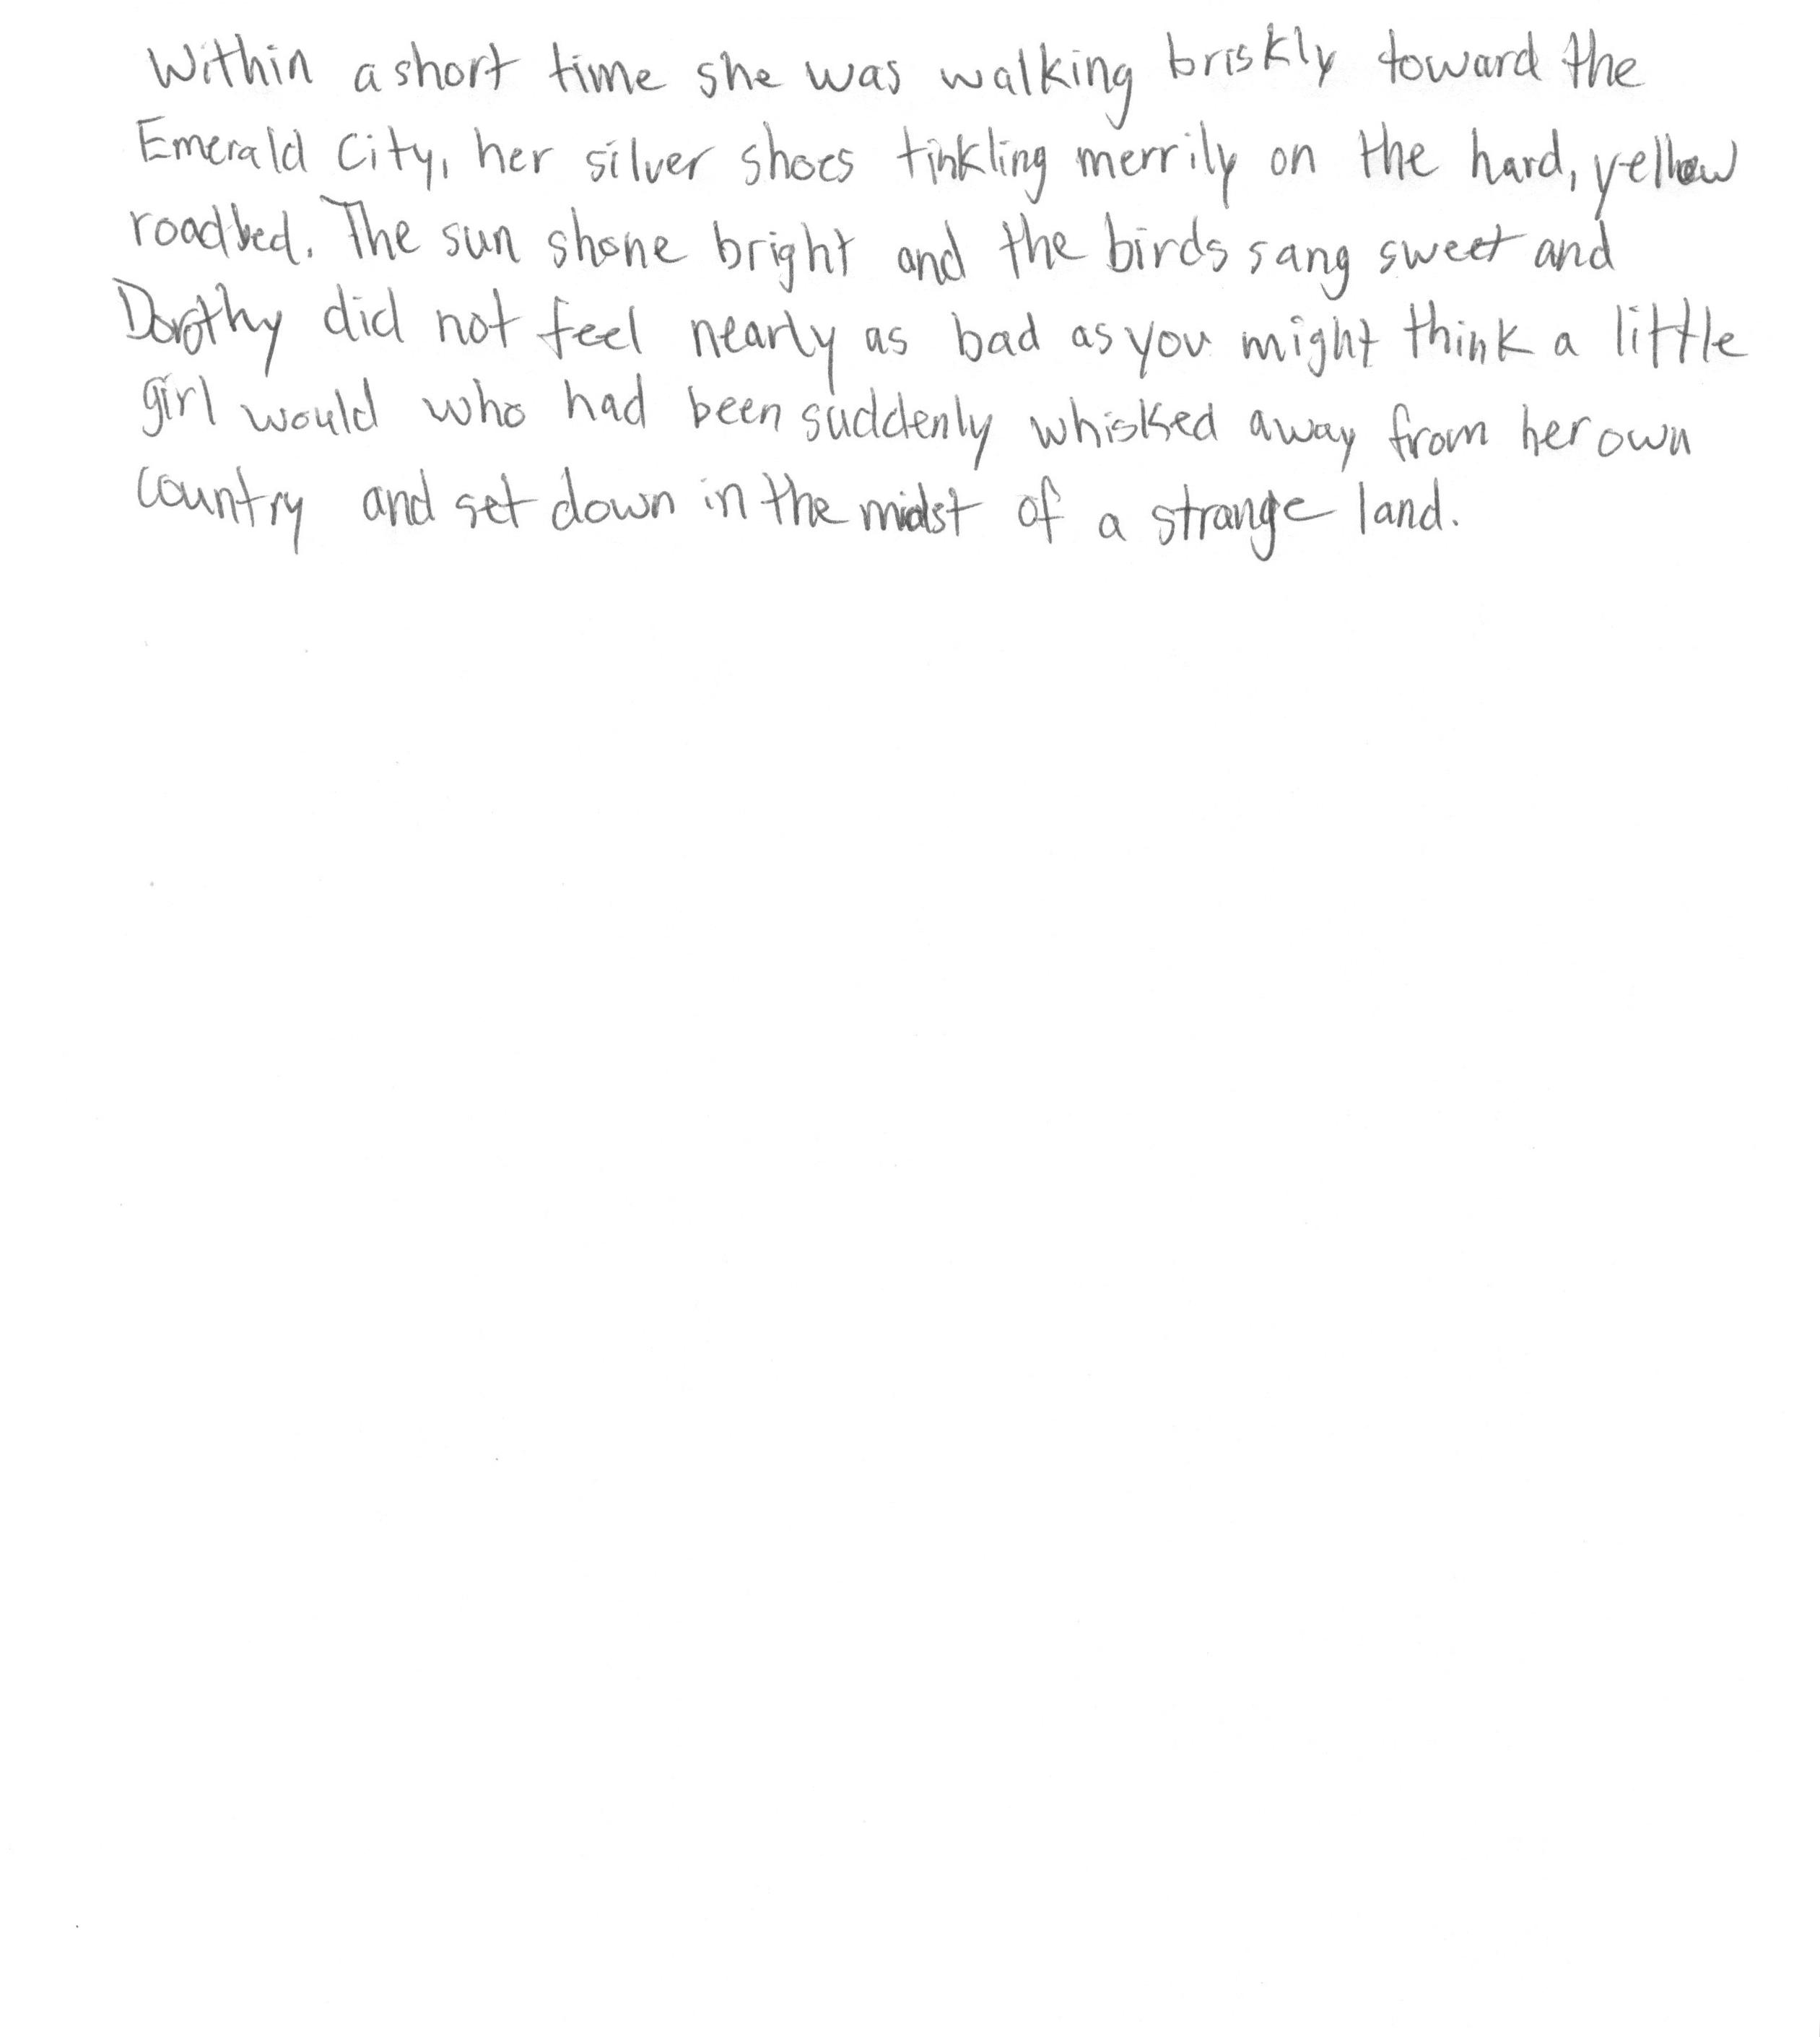 Within a short time she was walking briskly toward the
Emerald City, her silver shoes tinkling merrily on the hard, yellow
roadbed. The sun shone bright and the birds sang sweet and
Dorothy did not feel nearly as bad as you might think a little
girl would who had been suddenly whisked away from her own
country and set down in the midst of a strange land.